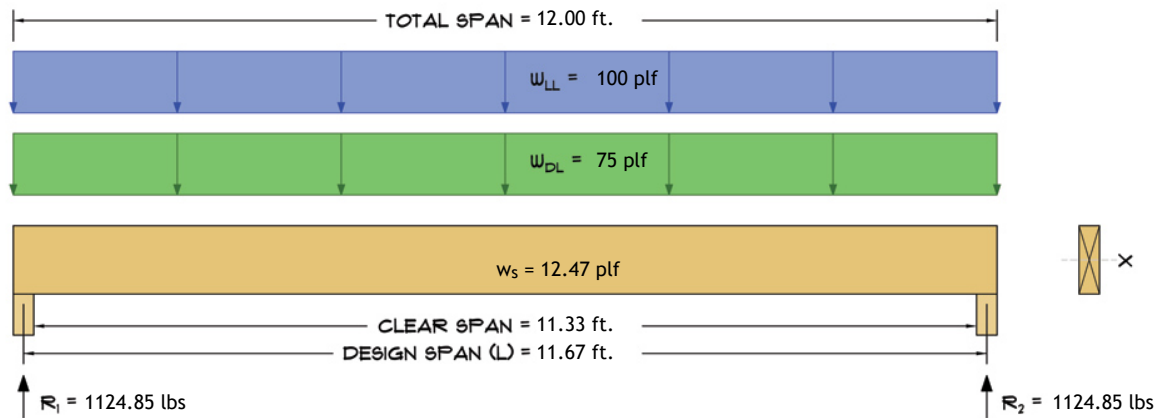 TOTAL SPAN = 12.00 ft.
WLL = 100 plf
WDL = 75 plf
ws = 12.47 plf
X
CLEAR SPAN = 11.33 ft.
DESIGN SPAN (L) = 11.67 ft.
R1 = 1124.85 lbs
R2 = 1124.85 lbs